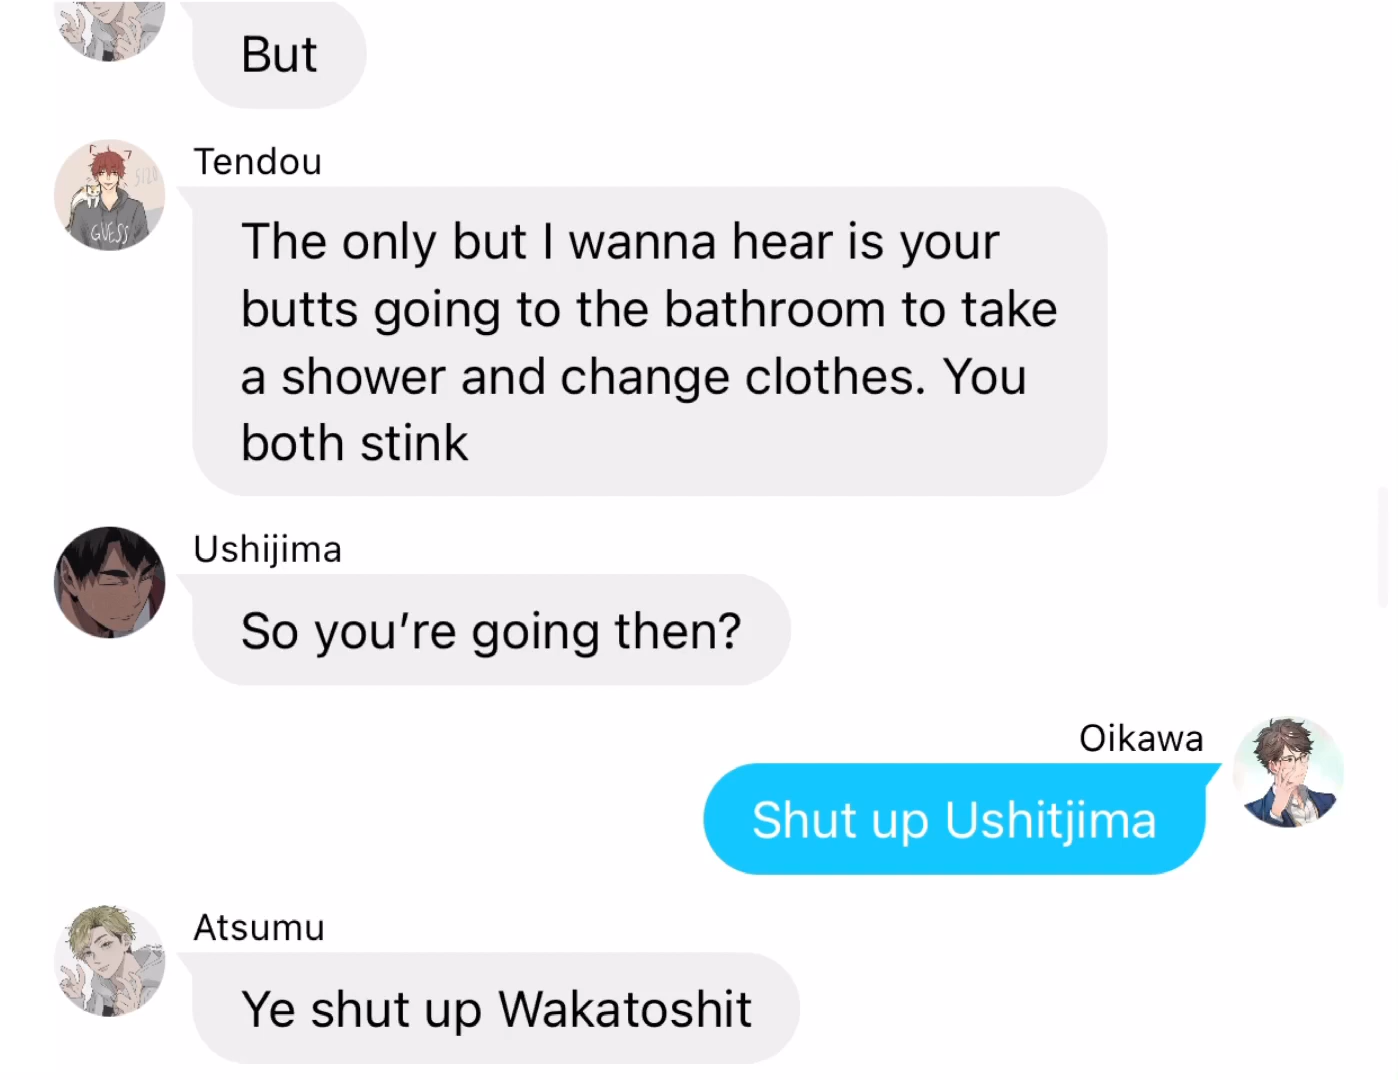 But
Tendou
The only but I wanna hear is your
butts going to the bathroom to take
a shower and change clothes. You
both stink
GUESS
Ushijima
So you’re going then?
Oikawa
Shut up Ushitjima
Atsumu
Ye shut up Wakatoshit